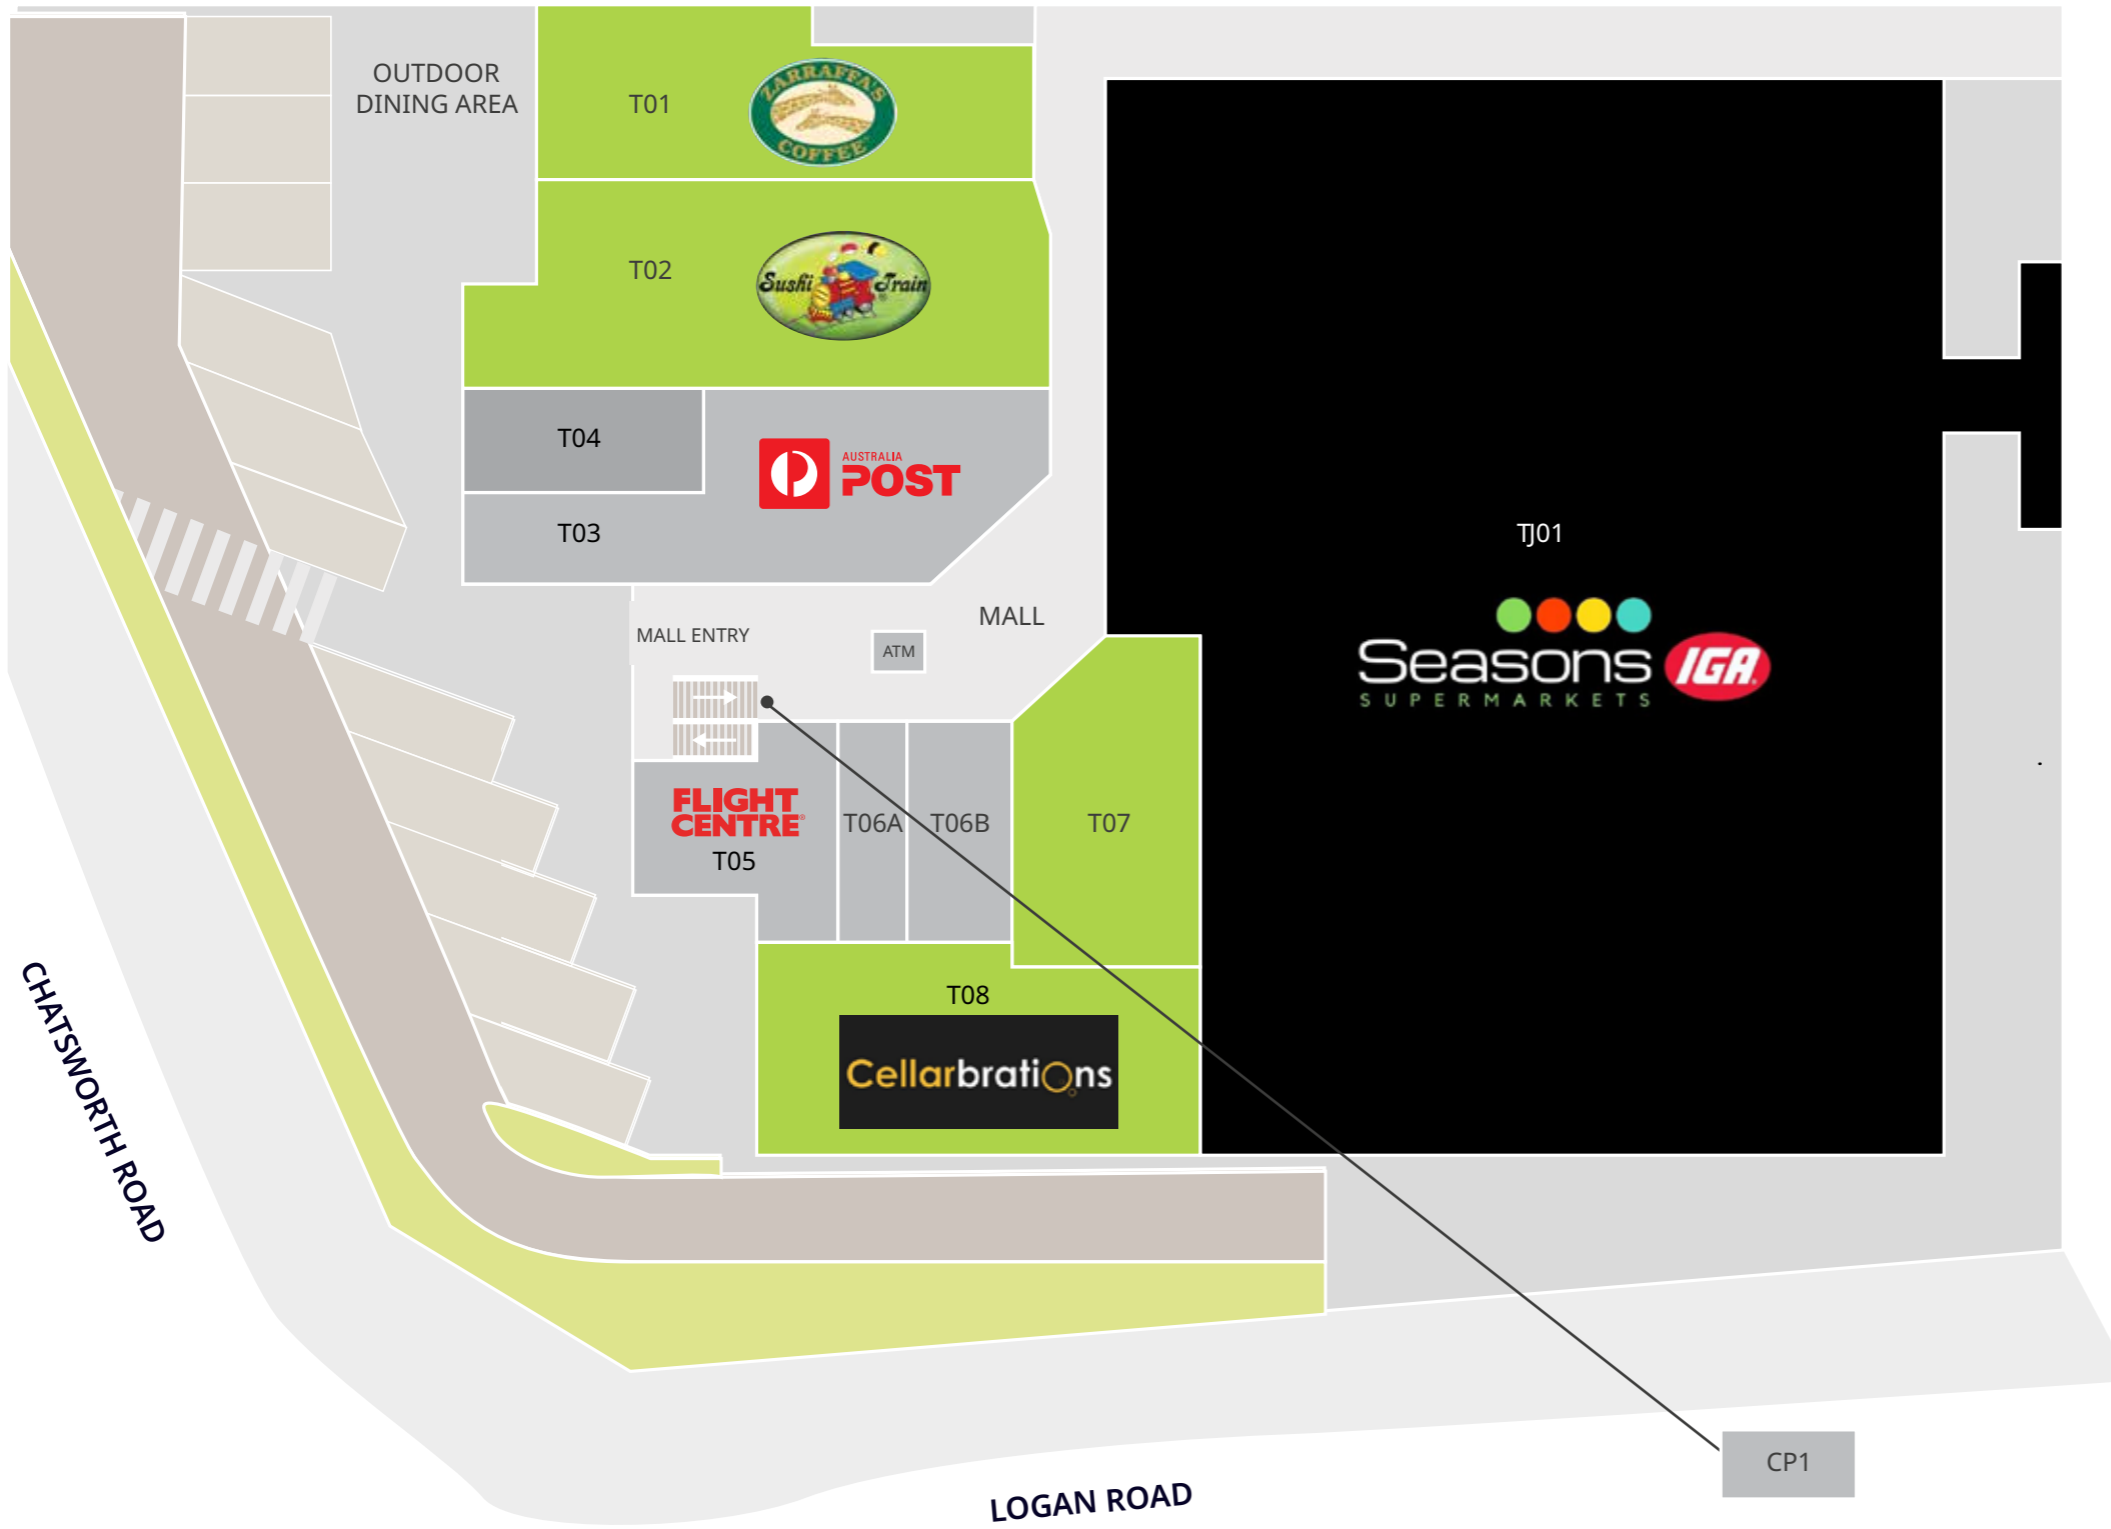 OUTDOOR
DINING AREA
T01
ZARRAFFA'S
COFFEE
T02
Sushi Train
T04
AUSTRALIA
POST
T03
TJ01
MALL
MALL ENTRY
ATM
Seasons IGA
SUPERMARKETS
FLIGHT
CENTRE
T05
T06A
T06B
T07
T08
Cellarbrations
CHATSWORTH ROAD
CP1
LOGAN ROAD